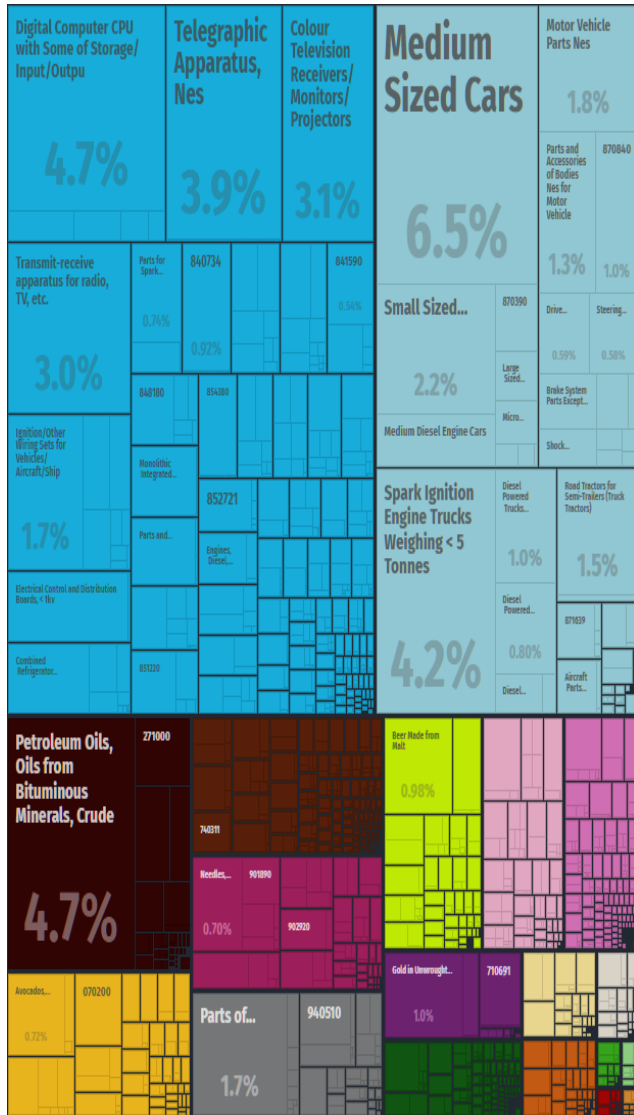 Digital Computer CPU
with Some of Storage/
Input/Outpu
4.7%
Telegraphic
Apparatus,
Nes
3.9%
Colour
Television
Receivers/
Monitors/
Projectors
3.1%
Medium
Sized Cars
6.5%
Motor Vehicle
Parts Nes
1.8%
Parts and
Accessories
of Bodies
Nes for
Motor
Vehicle
1.3%
870840
1.0%
Transmit-receive
apparatus for radio,
TV, etc.
3.0%
Parts for
Spark...
0.74%
840734
0.92%
841590
0.54%
Small Sized...
2.2%
870390
Large
Sized...
Micro...
Medium Diesel Engine Cars
Drive...
0.59%
Steering...
0.58%
Brake System
Parts Except...
Shock...
Ignition/Other
Wiring Sets for
Vehicles/
Aircraft/Ship
1.7%
848180
854380
Monolithic
Integrated...
852721
Parts and...
Engines,
Diesel,...
Electrical Control and Distribution
Boards, < 1kv
Combined
Refrigerator...
851220
Spark Ignition
Engine Trucks
Weighing < 5
Tonnes
4.2%
Diesel
Powered
Trucks...
1.0%
Diesel
Powered...
0.80%
Diesel...
Road Tractors for
Semi-Trailers (Truck
Tractors)
1.5%
871639
Aircraft
Parts...
Petroleum Oils,
Oils from
Bituminous
Minerals, Crude
4.7%
271000
740311
Beer Made from
Malt
0.98%
Needles,...
0.70%
901890
902920
Gold in Unwrought...
1.0%
710691
Avocados,...
0.72%
070200
Parts of...
1.7%
940510